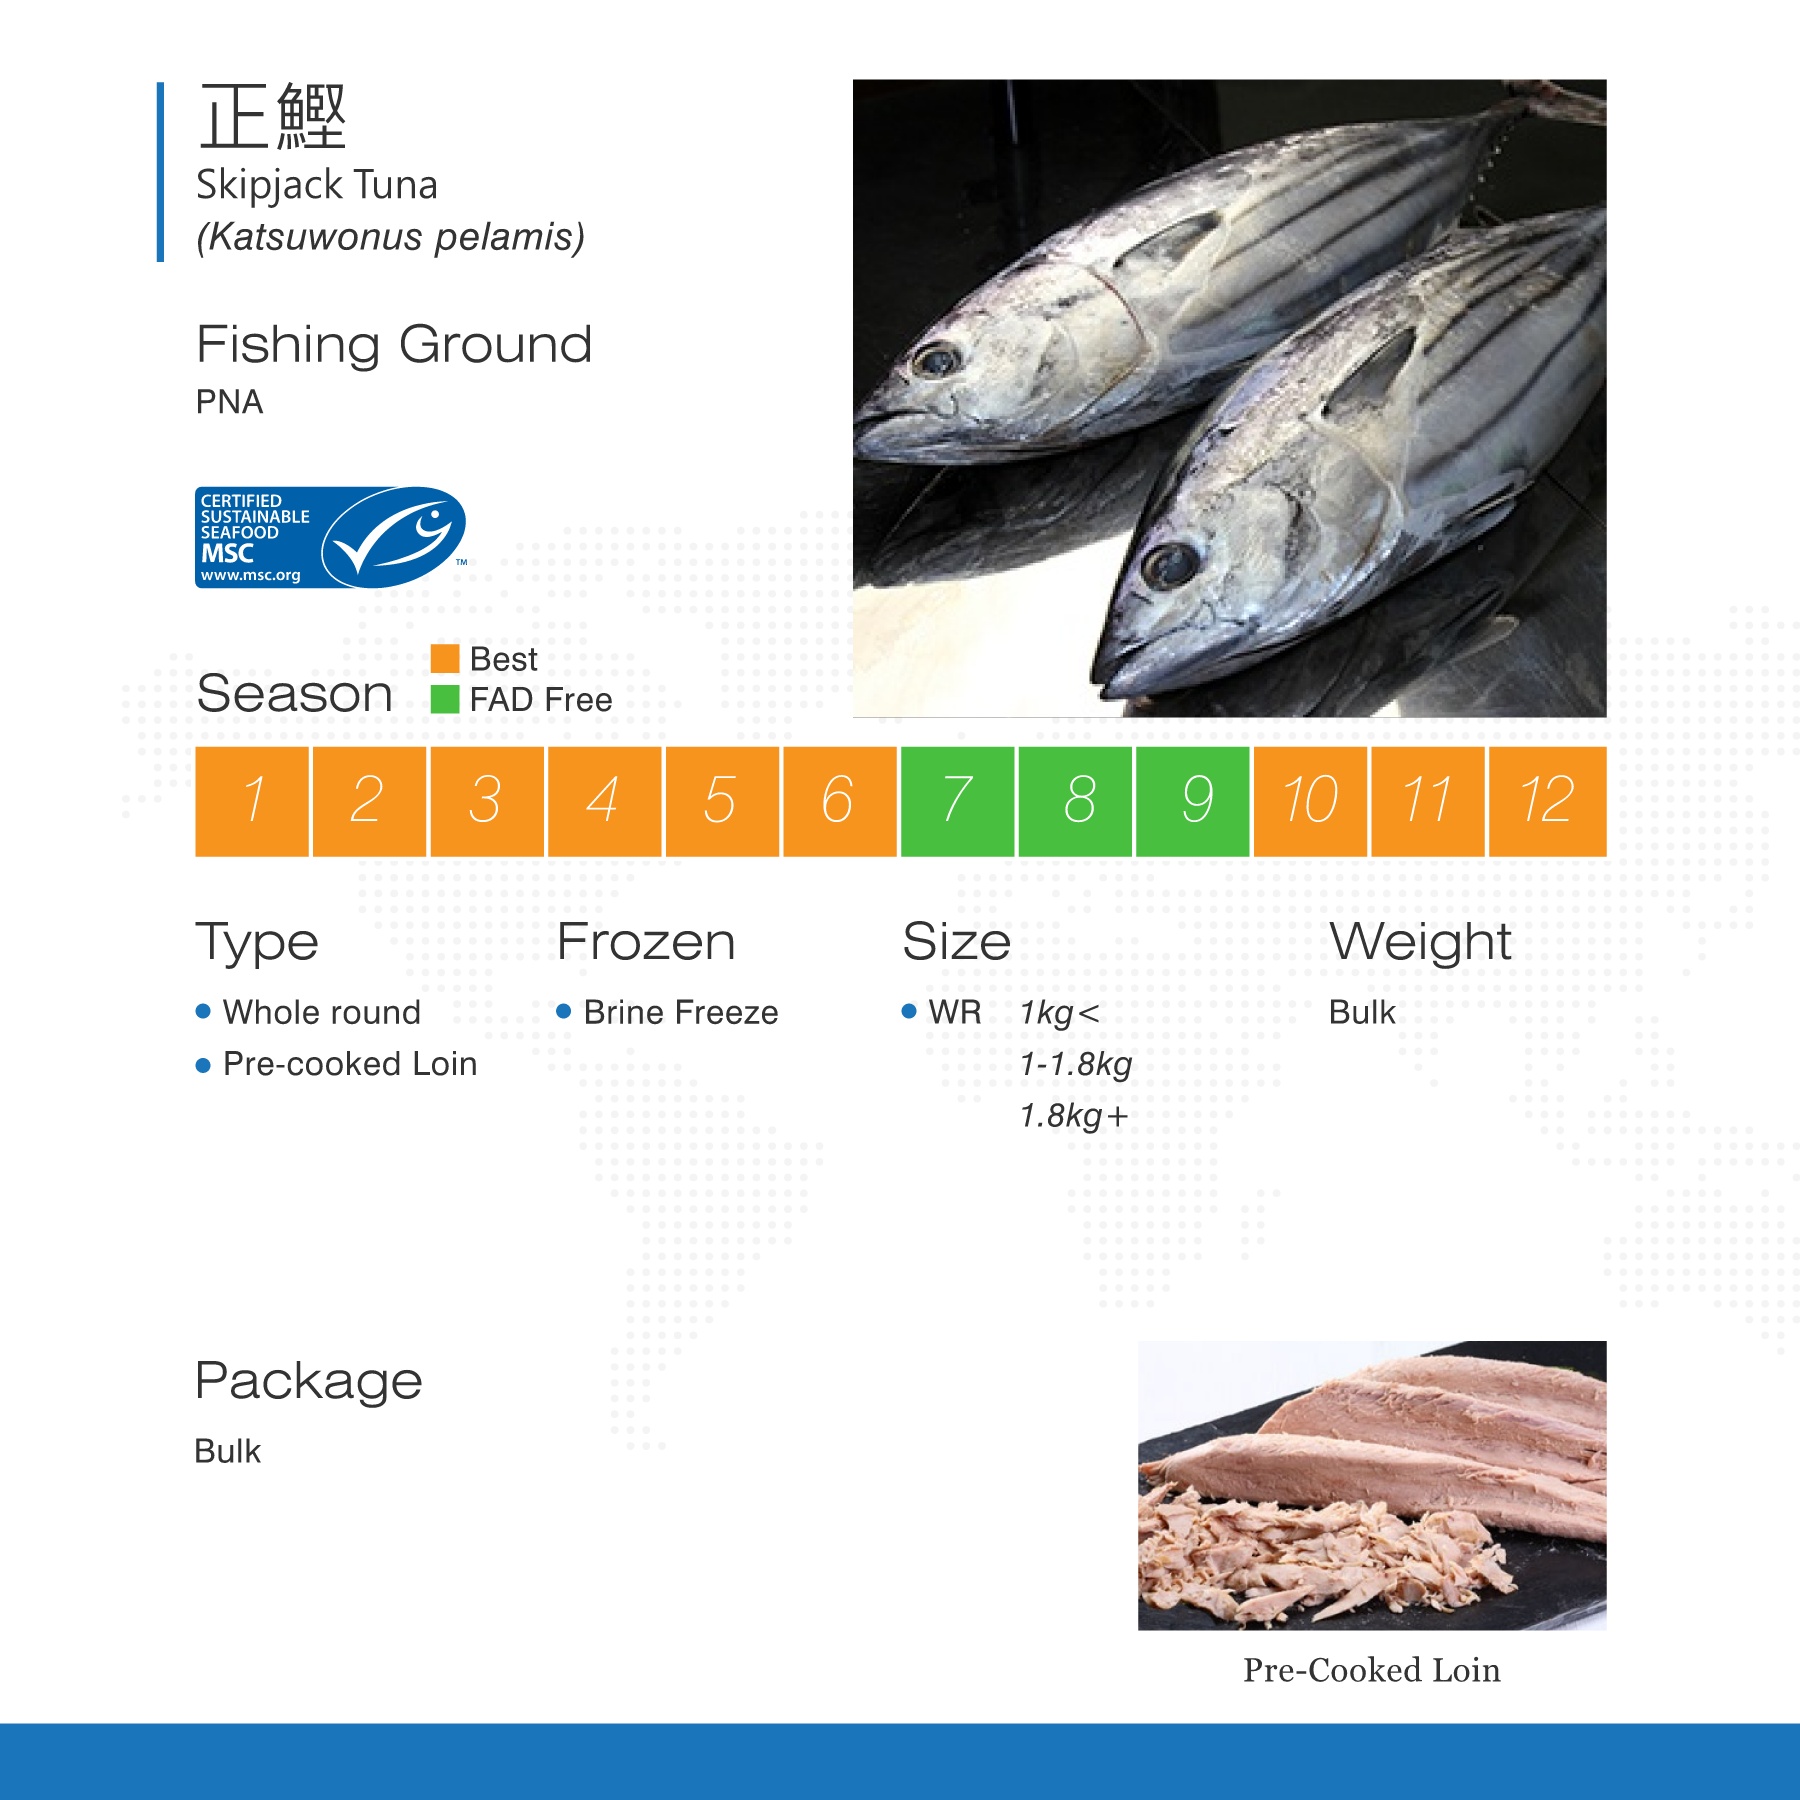 正鰹
Skipjack Tuna
(Katsuwonus pelamis)
Fishing Ground
PNA
CERTIFIED
SUSTAINABLE
SEAFOOD
MSC
www.msc.org
TM
Season
Best
FAD Free
1 2 3 4 5 6 7 8 9 10 11 12
Type
• Whole round
• Pre-cooked Loin
Frozen
• Brine Freeze
Size
• WR 1kg<
1-1.8kg
1.8kg+
Weight
Bulk
Package
Bulk
Pre-Cooked Loin